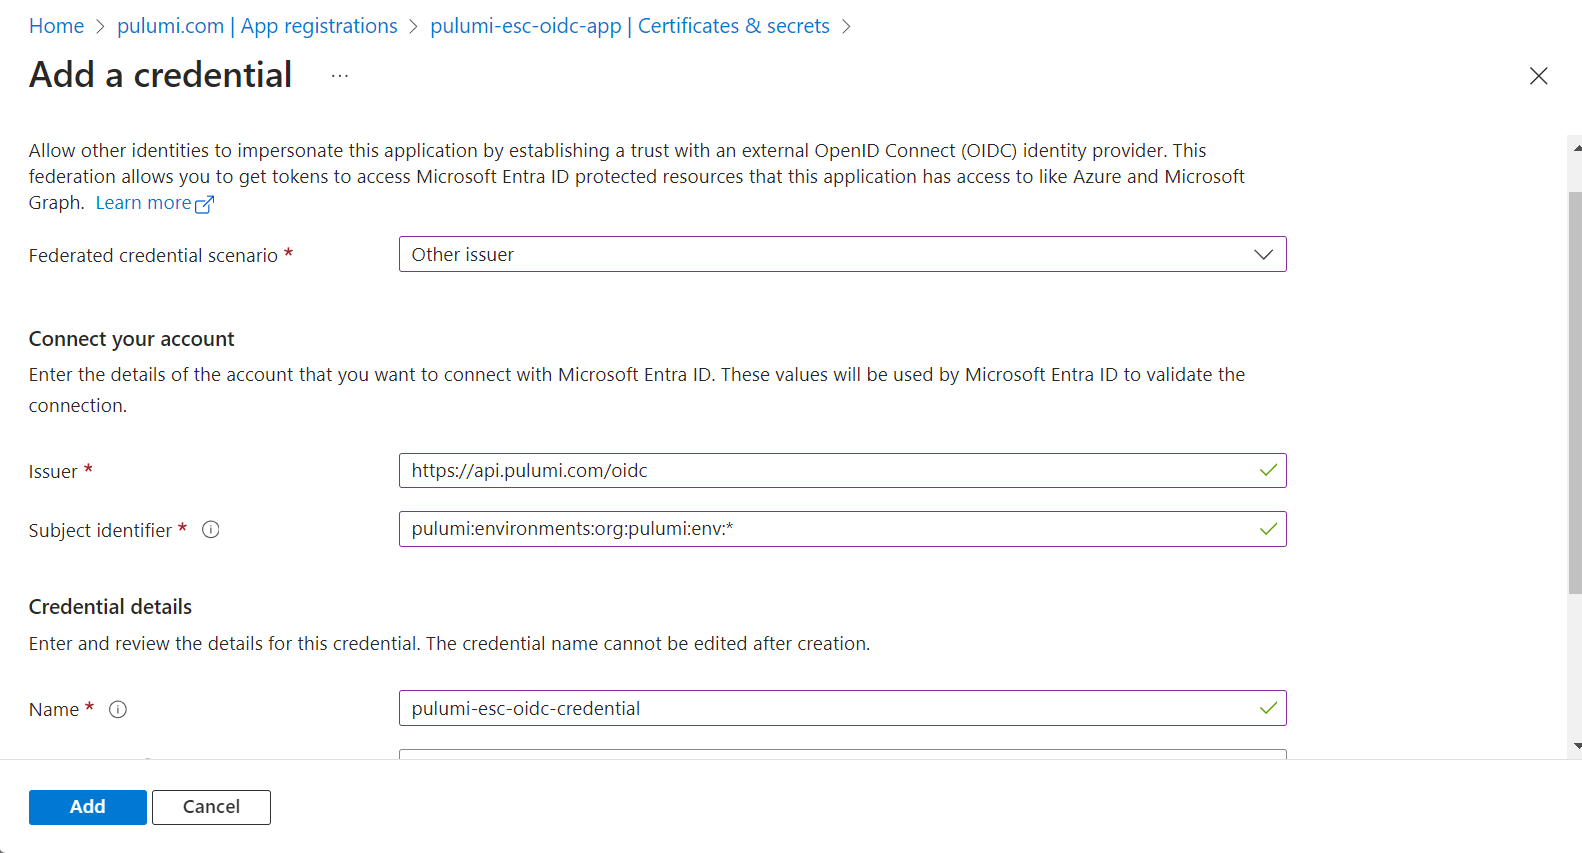 Home > pulumi.com | App registrations > pulumi-esc-oidc-app | Certificates & secrets >
Add a credential ...
Allow other identities to impersonate this application by establishing a trust with an external OpenID Connect (OIDC) identity provider. This
federation allows you to get tokens to access Microsoft Entra ID protected resources that this application has access to like Azure and Microsoft
Graph. Learn more
Federated credential scenario * Other issuer
Connect your account
Enter the details of the account that you want to connect with Microsoft Entra ID. These values will be used by Microsoft Entra ID to validate the
connection.
Issuer * https://api.pulumi.com/oidc
Subject identifier * pulumi:environments:org:pulumi:env:*
Credential details
Enter and review the details for this credential. The credential name cannot be edited after creation.
Name * pulumi-esc-oidc-credential
Add Cancel